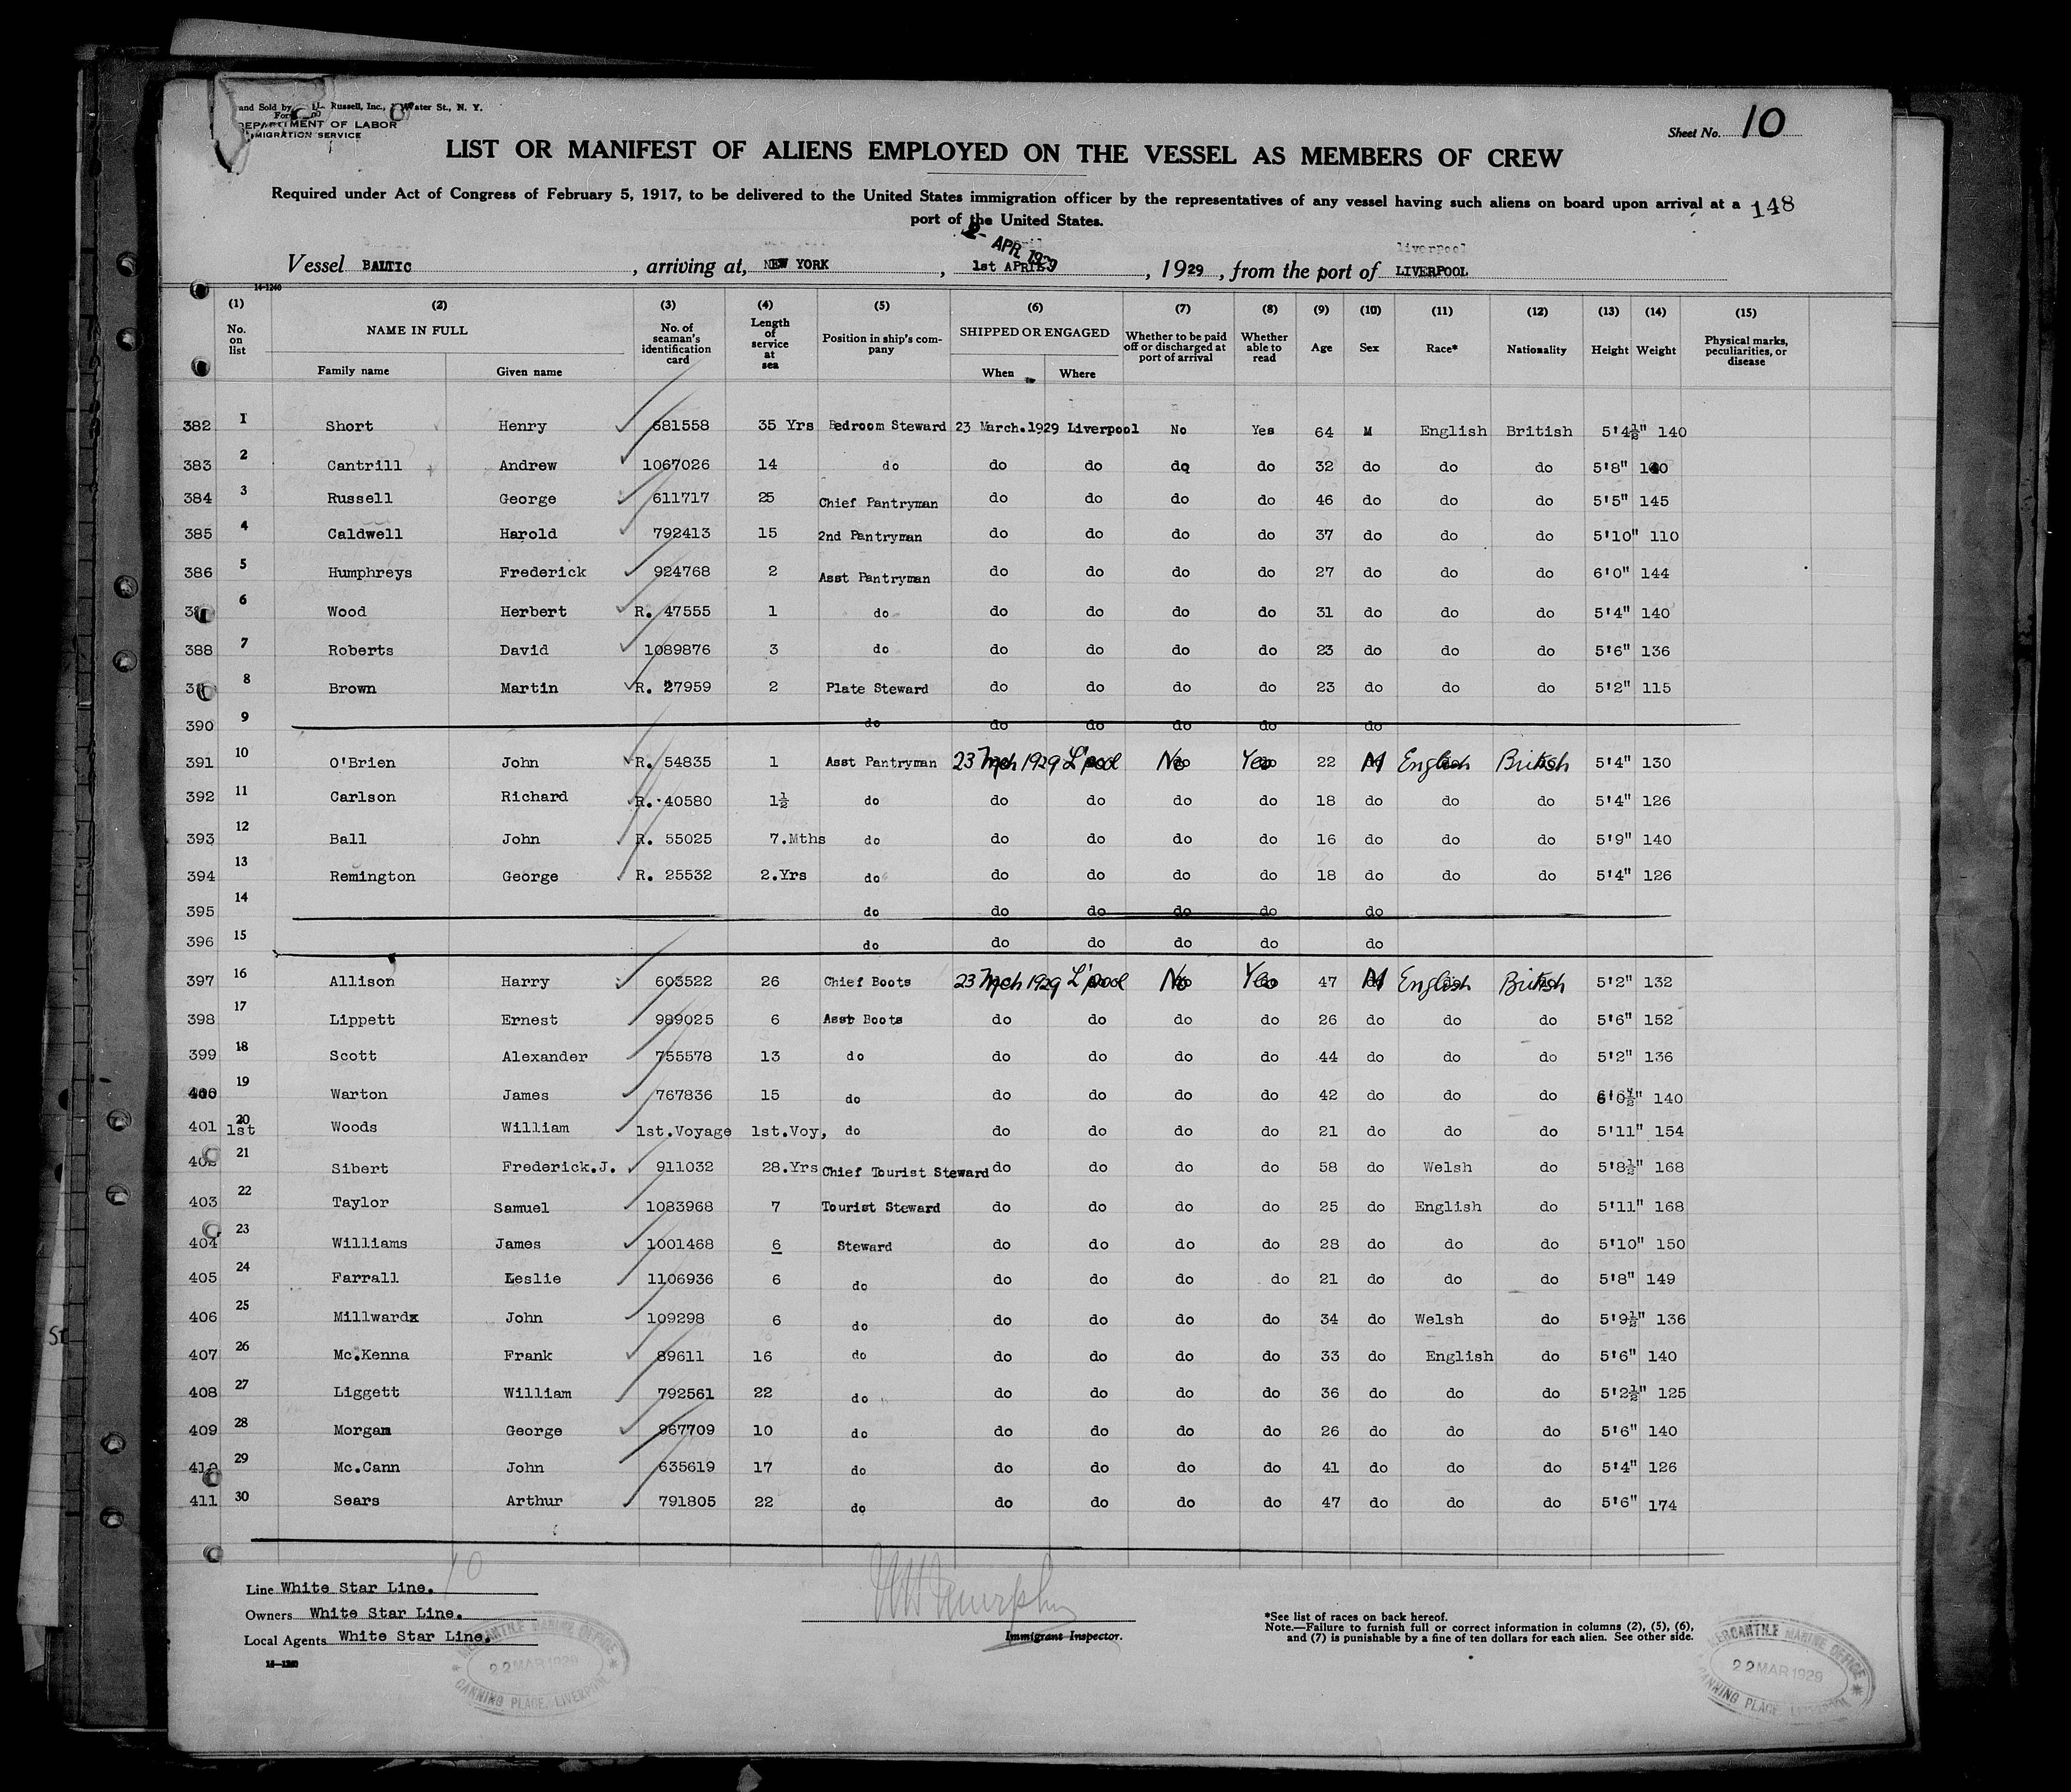 and Sold by L. Russell, Inc., Water St., N. Y.
DEPARTMENT OF LABOR
IMMIGRATION SERVICE
Sheet No. 10
LIST OR MANIFEST OF ALIENS EMPLOYED ON THE VESSEL AS MEMBERS OF CREW
Required under Act of Congress of February 5, 1917, to be delivered to the United States immigration officer by the representatives of any vessel having such aliens on board upon arrival at a 148
port of the United States.
2- APR 1929
liverpool
Vessel BALTIC, arriving at, NEW YORK, 1st APRIL, 1929, from the port of LIVERPOOL
14-1240
(1) (2) (3) (4) (5) (6) (7) (8) (9) (10) (11) (12) (13) (14) (15)
No. on list NAME IN FULL No. of seaman's identification card Length of service at sea Position in ship's company SHIPPED OR ENGAGED Whether to be paid off or discharged at port of arrival Whether able to read Age Sex Race* Nationality Height Weight Physical marks, peculiarities, or disease
Family name Given name When Where
382 1 Short Henry 681558 35 Yrs Bedroom Steward 23 March.1929 Liverpool No Yes 64 M English British 5'4½" 140
383 2 Cantrill Andrew 1067026 14 do do do do do 32 do do do 5'8"
384 3 Russell George 611717 25 Chief Pantryman do do do do 46 do do do 5'5" 145
385 4 Caldwell Harold 792413 15 2nd Pantryman do do do do 37 do do do 5'10" 110
386 5 Humphreys Frederick 924768 2 Asst Pantryman do do do do 27 do do do 6'0" 144
6 Wood Herbert R. 47555 1 do do do do do 31 do do do 5'4" 140
388 7 Roberts David 1089876 3 do do do do do 23 do do do 5'6" 136
8 Brown Martin R. 27959 2 Plate Steward do do do do 23 do do do 5'2" 115
390 9 do do do do do do
391 10 O'Brien John R. 54835 1 Asst Pantryman 23 Mch 1929 L'pool No Yes 22 M English British 5'4" 130
392 11 Carlson Richard R. 40580 1½ do do do do do 18 do do do 5'4" 126
393 12 Ball John R. 55025 7.Mths do do do do do 16 do do do 5'9" 140
394 13 Remington George R. 25532 2.Yrs do do do do do 18 do do do 5'4" 126
395 14 do do do do do do
396 15 do do do do do do
397 16 Allison Harry 603522 26 Chief Boots 23 Mch 1929 L'pool No Yes 47 M English British 5'2" 132
398 17 Lippett Ernest 989025 6 Asst Boots do do do do 26 do do do 5'6" 152
399 18 Scott Alexander 755578 13 do do do do do 44 do do do 5'2" 136
400 19 Warton James 767836 15 do do do do do 42 do do do 140
401 20 1st Woods William 1st.Voyage 1st.Voy, do do do do do 21 do do do 5'11" 154
402 21 Sibert Frederick.J. 911032 28.Yrs Chief Tourist Steward do do do do 58 do Welsh do 5'8½" 168
403 22 Taylor Samuel 1083968 7 Tourist Steward do do do do 25 do English do 5'11" 168
404 23 Williams James 1001468 6 Steward do do do do 28 do do do 5'10" 150
405 24 Farrall Leslie 1106936 6 do do do do do 21 do do do 5'8" 149
406 25 Millwardx John 109298 6 do do do do do 34 do Welsh do 5'9½" 136
407 26 Mc.Kenna Frank 89611 16 do do do do do 33 do English do 5'6" 140
408 27 Liggett William 792561 22 do do do do do 36 do do do 5'2½" 125
409 28 Morgan George 967709 10 do do do do do 26 do do do 5'6" 140
410 29 Mc.Cann John 635619 17 do do do do do 41 do do do 5'4" 126
411 30 Sears Arthur 791805 22 do do do do do 47 do do do 5'6" 174
10
Line White Star Line.
Owners White Star Line.
Local Agents White Star Line.
14-1240
Murphy
Immigrant Inspector.
*See list of races on back hereof.
Note.—Failure to furnish full or correct information in columns (2), (5), (6),
and (7) is punishable by a fine of ten dollars for each alien. See other side.
MERCANTILE MARINE OFFICE
22 MAR 1929
CANNING PLACE, LIVERPOOL
MERCANTILE MARINE OFFICE
22 MAR 1929
CANNING PLACE, LIVERPOOL